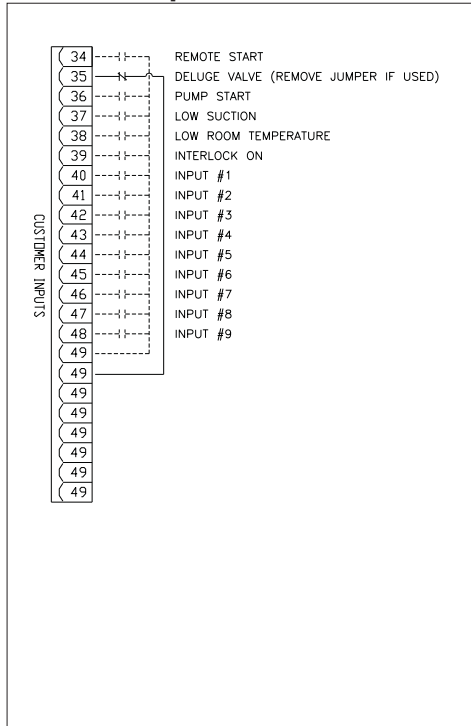 34 REMOTE START
35 DELUGE VALVE (REMOVE JUMPER IF USED)
36 PUMP START
37 LOW SUCTION
38 LOW ROOM TEMPERATURE
39 INTERLOCK ON
40 INPUT #1
41 INPUT #2
42 INPUT #3
43 INPUT #4
44 INPUT #5
45 INPUT #6
46 INPUT #7
47 INPUT #8
48 INPUT #9
49
49
49
49
49
49
49
CUSTOMER INPUTS